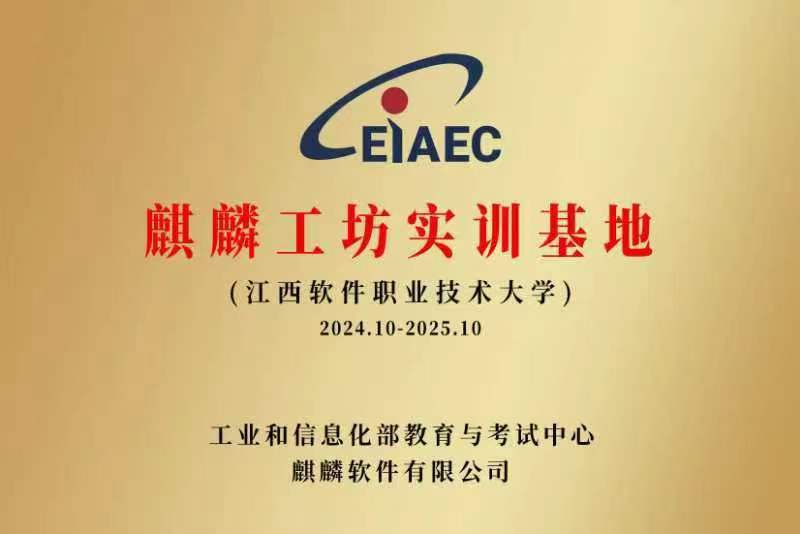 EIAEC
麒麟工坊实训基地
(江西软件职业技术大学)
2024.10-2025.10
工业和信息化部教育与考试中心
麒麟软件有限公司